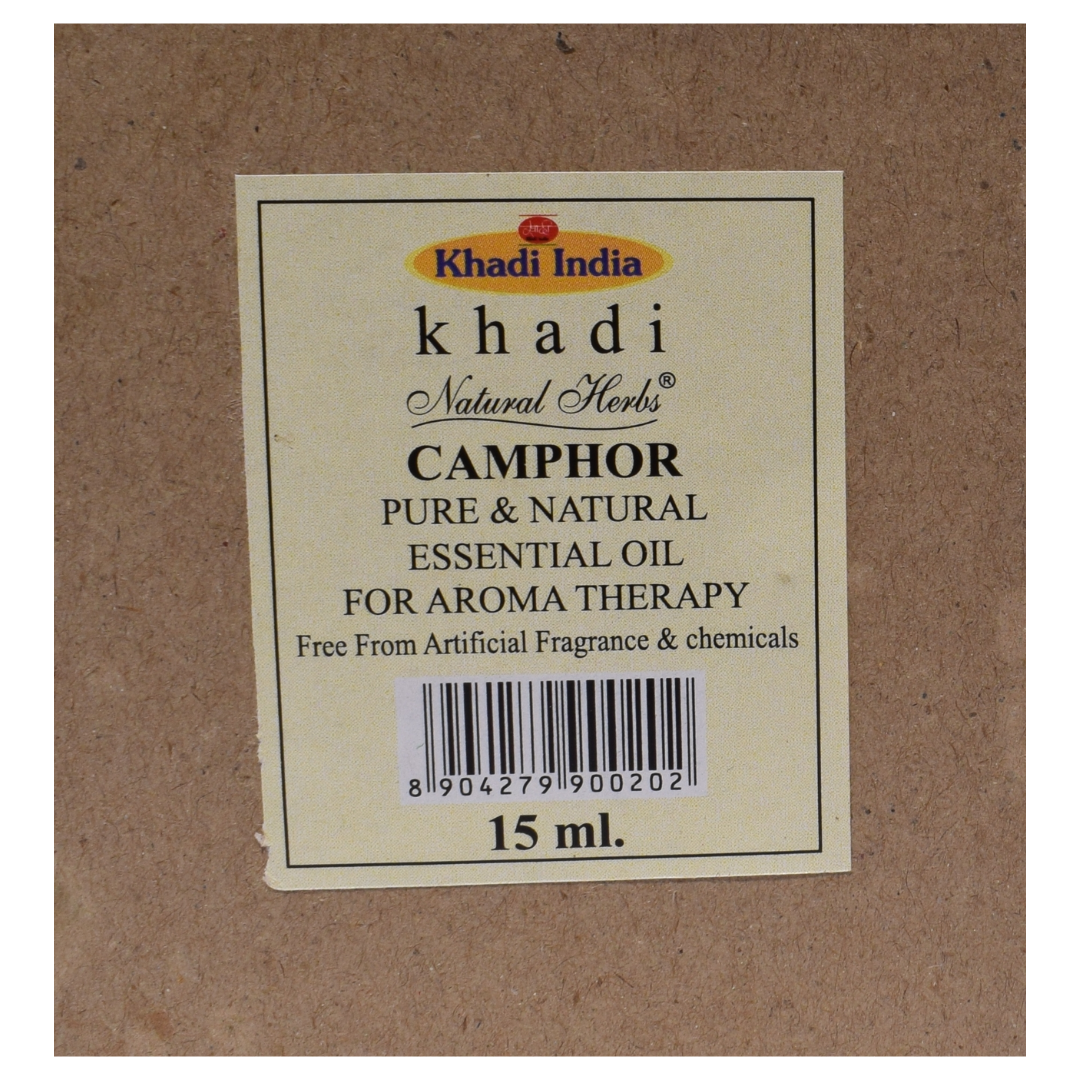 Khadi India
khadi
Natural Herbs®
CAMPHOR
PURE & NATURAL
ESSENTIAL OIL
FOR AROMA THERAPY
Free From Artificial Fragrance & chemicals
8 904279 900202
15 ml.